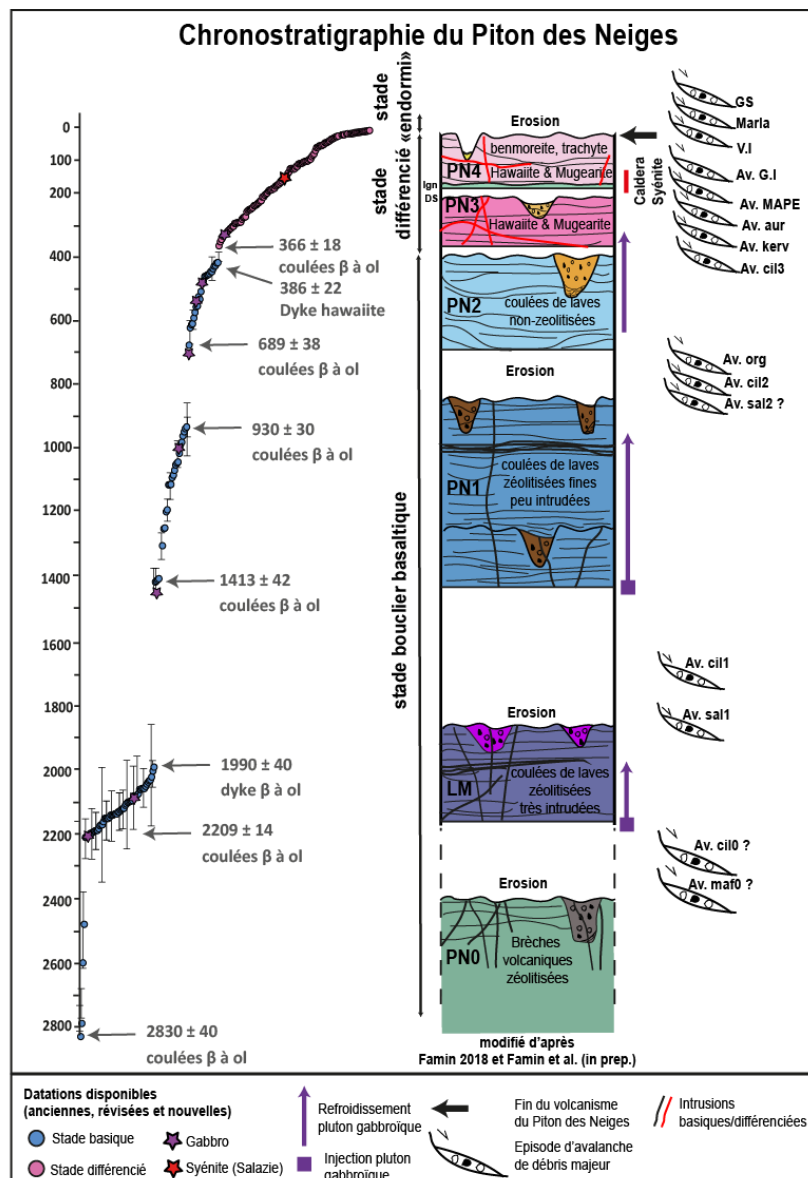 Chronostratigraphie du Piton des Neiges
stade
«endormi»
stade
différencié
stade bouclier basaltique
0
100
200
300
400
600
800
1000
1200
1400
1600
1800
2000
2200
2400
2600
2800
366 ± 18
coulées β à ol
386 ± 22
Dyke hawaiite
689 ± 38
coulées β à ol
930 ± 30
coulées β à ol
1413 ± 42
coulées β à ol
1990 ± 40
dyke β à ol
2209 ± 14
coulées β à ol
2830 ± 40
coulées β à ol
Erosion
benmoreite, trachyte
PN4
Hawaiite & Mugearite
Ign
DS
PN3
Hawaiite & Mugearite
PN2
coulées de laves
non-zeolitisées
Erosion
coulées de laves
zéolitisées fines
PN1
peu intrudées
Erosion
coulées de laves
LM
zéolitisées
très intrudées
Erosion
Brèches
PN0
volcaniques
zéolitisées
modifié d'après
Famin 2018 et Famin et al. (in prep.)
Caldera
Syénite
GS
Marla
V.I
Av. G.I
Av. MAPE
Av. aur
Av. kerv
Av. cil3
Av. org
Av. cil2
Av. sal2 ?
Av. cil1
Av. sal1
Av. cil0 ?
Av. maf0 ?
Datations disponibles
(anciennes, révisées et nouvelles)
Stade basique
Gabbro
Stade différencié
Syénite (Salazie)
Refroidissement
pluton gabbroïque
Injection pluton
gabbroïque
Fin du volcanisme
du Piton des Neiges
Episode d'avalanche
de débris majeur
Intrusions
basiques/différenciées